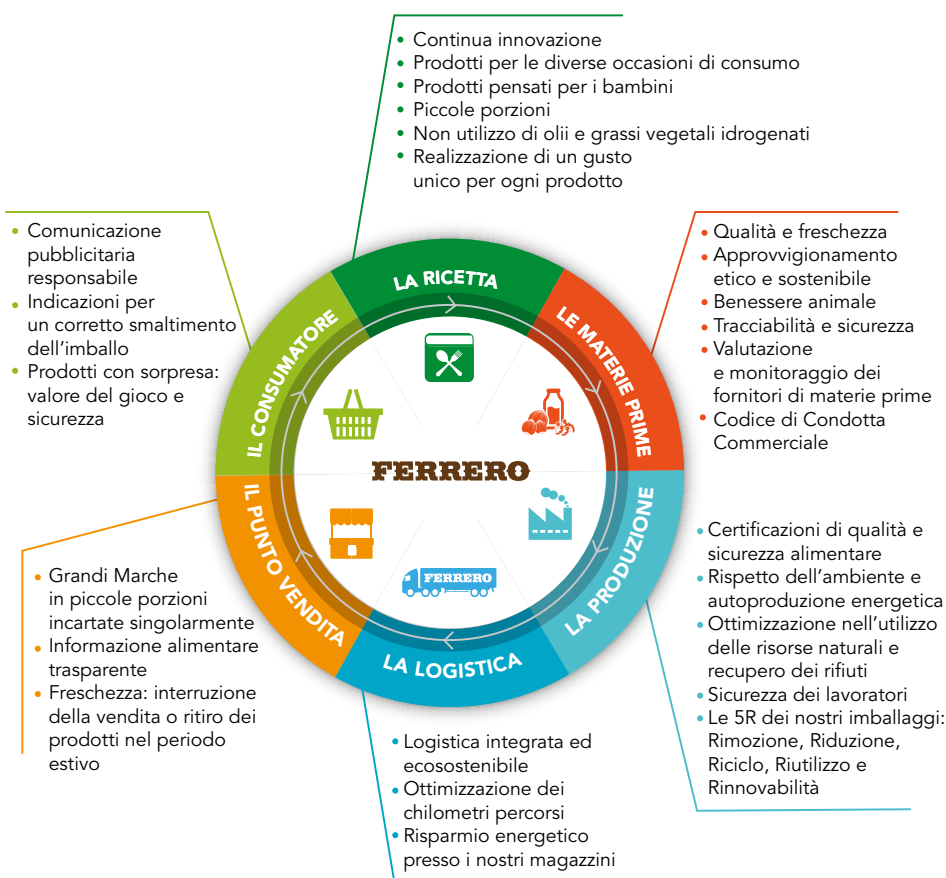 Continua innovazione
Prodotti per le diverse occasioni di consumo
Prodotti pensati per i bambini
Piccole porzioni
Non utilizzo di olii e grassi vegetali idrogenati
Realizzazione di un gusto
unico per ogni prodotto
Comunicazione
pubblicitaria
responsabile
Indicazioni per
un corretto smaltimento
dell'imballo
Prodotti con sorpresa:
valore del gioco e
sicurezza
Qualità e freschezza
Approvvigionamento
etico e sostenibile
Benessere animale
Tracciabilità e sicurezza
Valutazione
e monitoraggio dei
fornitori di materie prime
Codice di Condotta
Commerciale
LA RICETTA
LE MATERIE PRIME
LA PRODUZIONE
LA LOGISTICA
IL PUNTO VENDITA
IL CONSUMATORE
FERRERO
FERRERO
Certificazioni di qualità e
sicurezza alimentare
Rispetto dell'ambiente e
autoproduzione energetica
Ottimizzazione nell'utilizzo
delle risorse naturali e
recupero dei rifiuti
Sicurezza dei lavoratori
Le 5R dei nostri imballaggi:
Rimozione, Riduzione,
Riciclo, Riutilizzo e
Rinnovabilità
Grandi Marche
in piccole porzioni
incartate singolarmente
Informazione alimentare
trasparente
Freschezza: interruzione
della vendita o ritiro dei
prodotti nel periodo
estivo
Logistica integrata ed
ecosostenibile
Ottimizzazione dei
chilometri percorsi
Risparmio energetico
presso i nostri magazzini